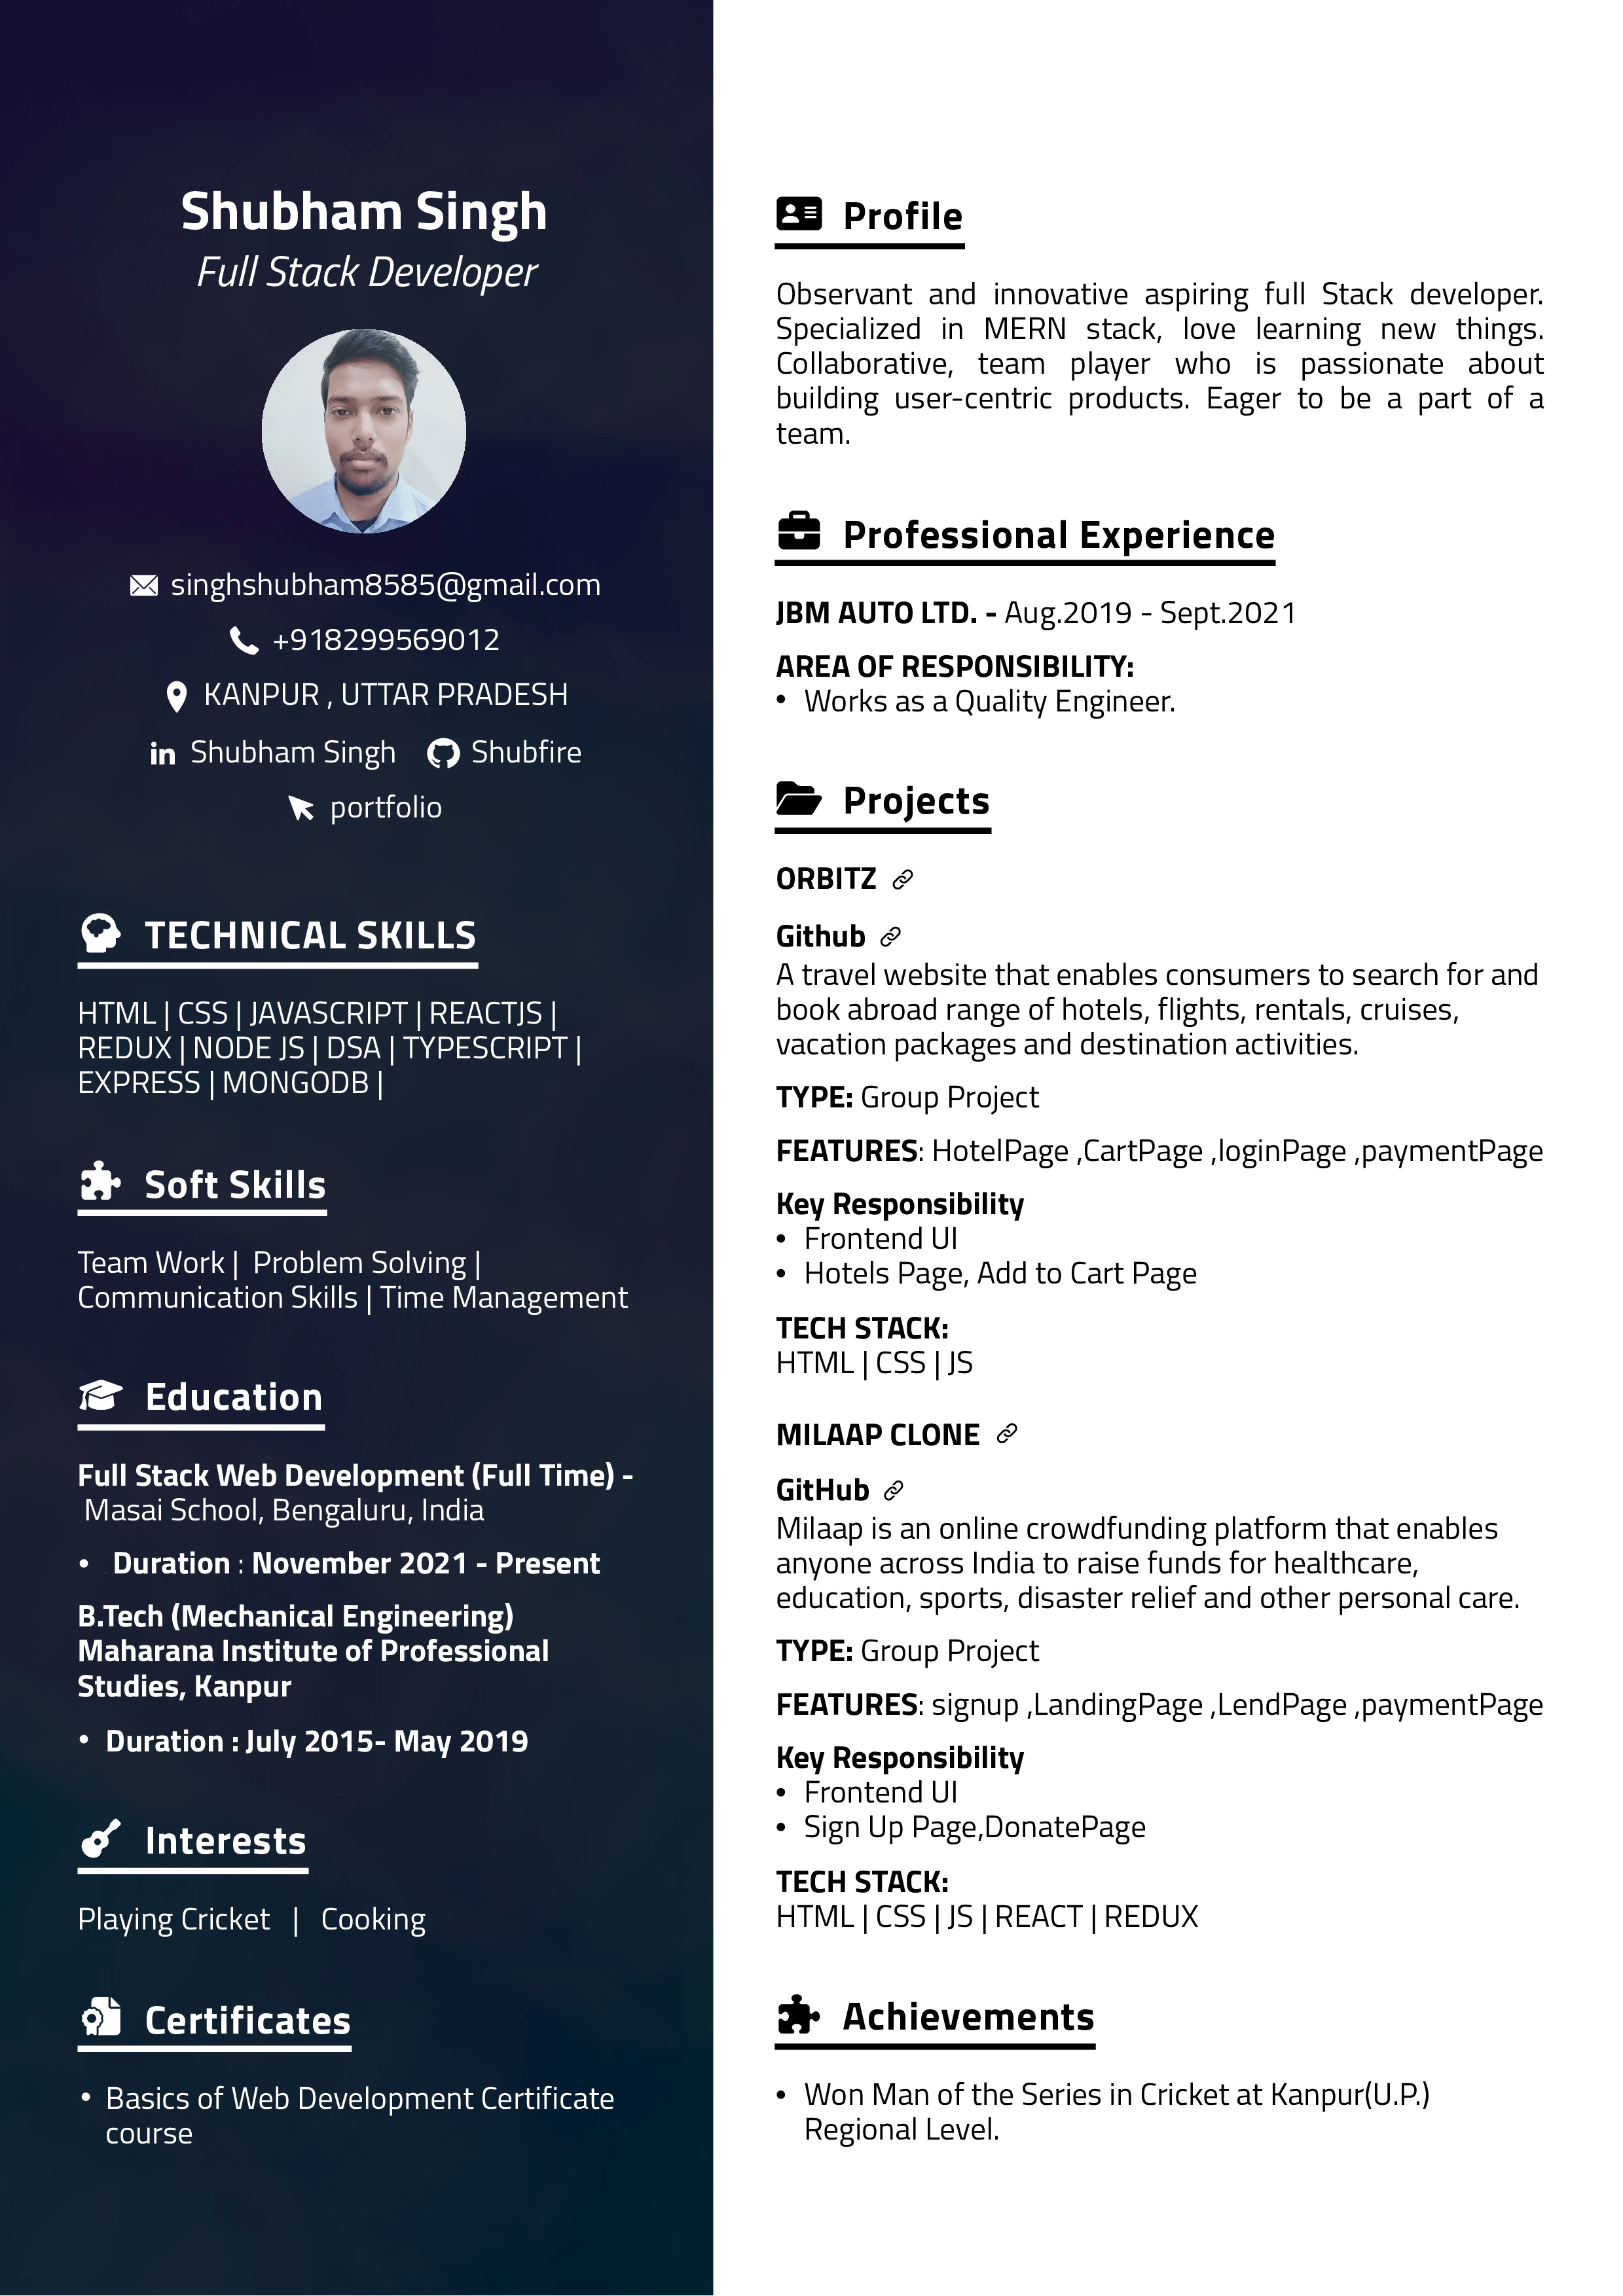 Shubham Singh
Full Stack Developer
singhshubham8585@gmail.com
+918299569012
KANPUR , UTTAR PRADESH
in Shubham Singh Shubfire
portfolio
TECHNICAL SKILLS
HTML | CSS | JAVASCRIPT | REACTJS |
REDUX | NODE JS | DSA | TYPESCRIPT |
EXPRESS | MONGODB |
Soft Skills
Team Work | Problem Solving |
Communication Skills | Time Management
Education
Full Stack Web Development (Full Time) -
Masai School, Bengaluru, India
• Duration : November 2021 - Present
B.Tech (Mechanical Engineering)
Maharana Institute of Professional
Studies, Kanpur
• Duration : July 2015- May 2019
Interests
Playing Cricket | Cooking
Certificates
• Basics of Web Development Certificate
course
Profile
Observant and innovative aspiring full Stack developer.
Specialized in MERN stack, love learning new things.
Collaborative, team player who is passionate about
building user-centric products. Eager to be a part of a
team.
Professional Experience
JBM AUTO LTD. - Aug.2019 - Sept.2021
AREA OF RESPONSIBILITY:
• Works as a Quality Engineer.
Projects
ORBITZ
Github
A travel website that enables consumers to search for and
book abroad range of hotels, flights, rentals, cruises,
vacation packages and destination activities.
TYPE: Group Project
FEATURES: HotelPage ,CartPage ,loginPage ,paymentPage
Key Responsibility
• Frontend UI
• Hotels Page, Add to Cart Page
TECH STACK:
HTML | CSS | JS
MILAAP CLONE
GitHub
Milaap is an online crowdfunding platform that enables
anyone across India to raise funds for healthcare,
education, sports, disaster relief and other personal care.
TYPE: Group Project
FEATURES: signup ,LandingPage ,LendPage ,paymentPage
Key Responsibility
• Frontend UI
• Sign Up Page,DonatePage
TECH STACK:
HTML | CSS | JS | REACT | REDUX
Achievements
• Won Man of the Series in Cricket at Kanpur(U.P.)
Regional Level.